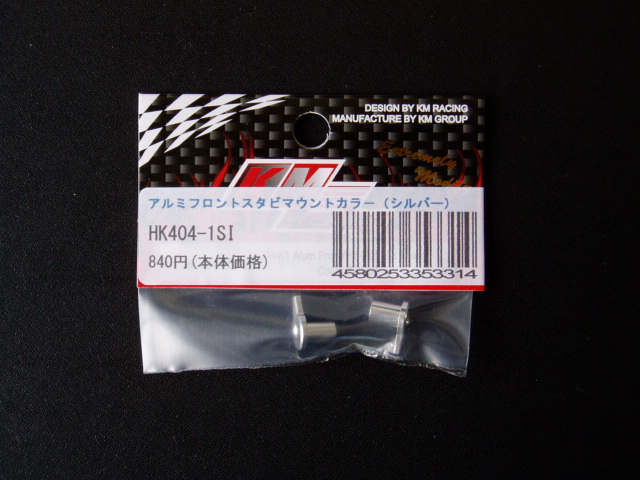 DESIGN BY KM RACING
MANUFACTURE BY KM GROUP
Extremely
KM
アルミフロントスタビマウントカラー (シルバー)
HK404-1SI
840円(本体価格)
4580253353314